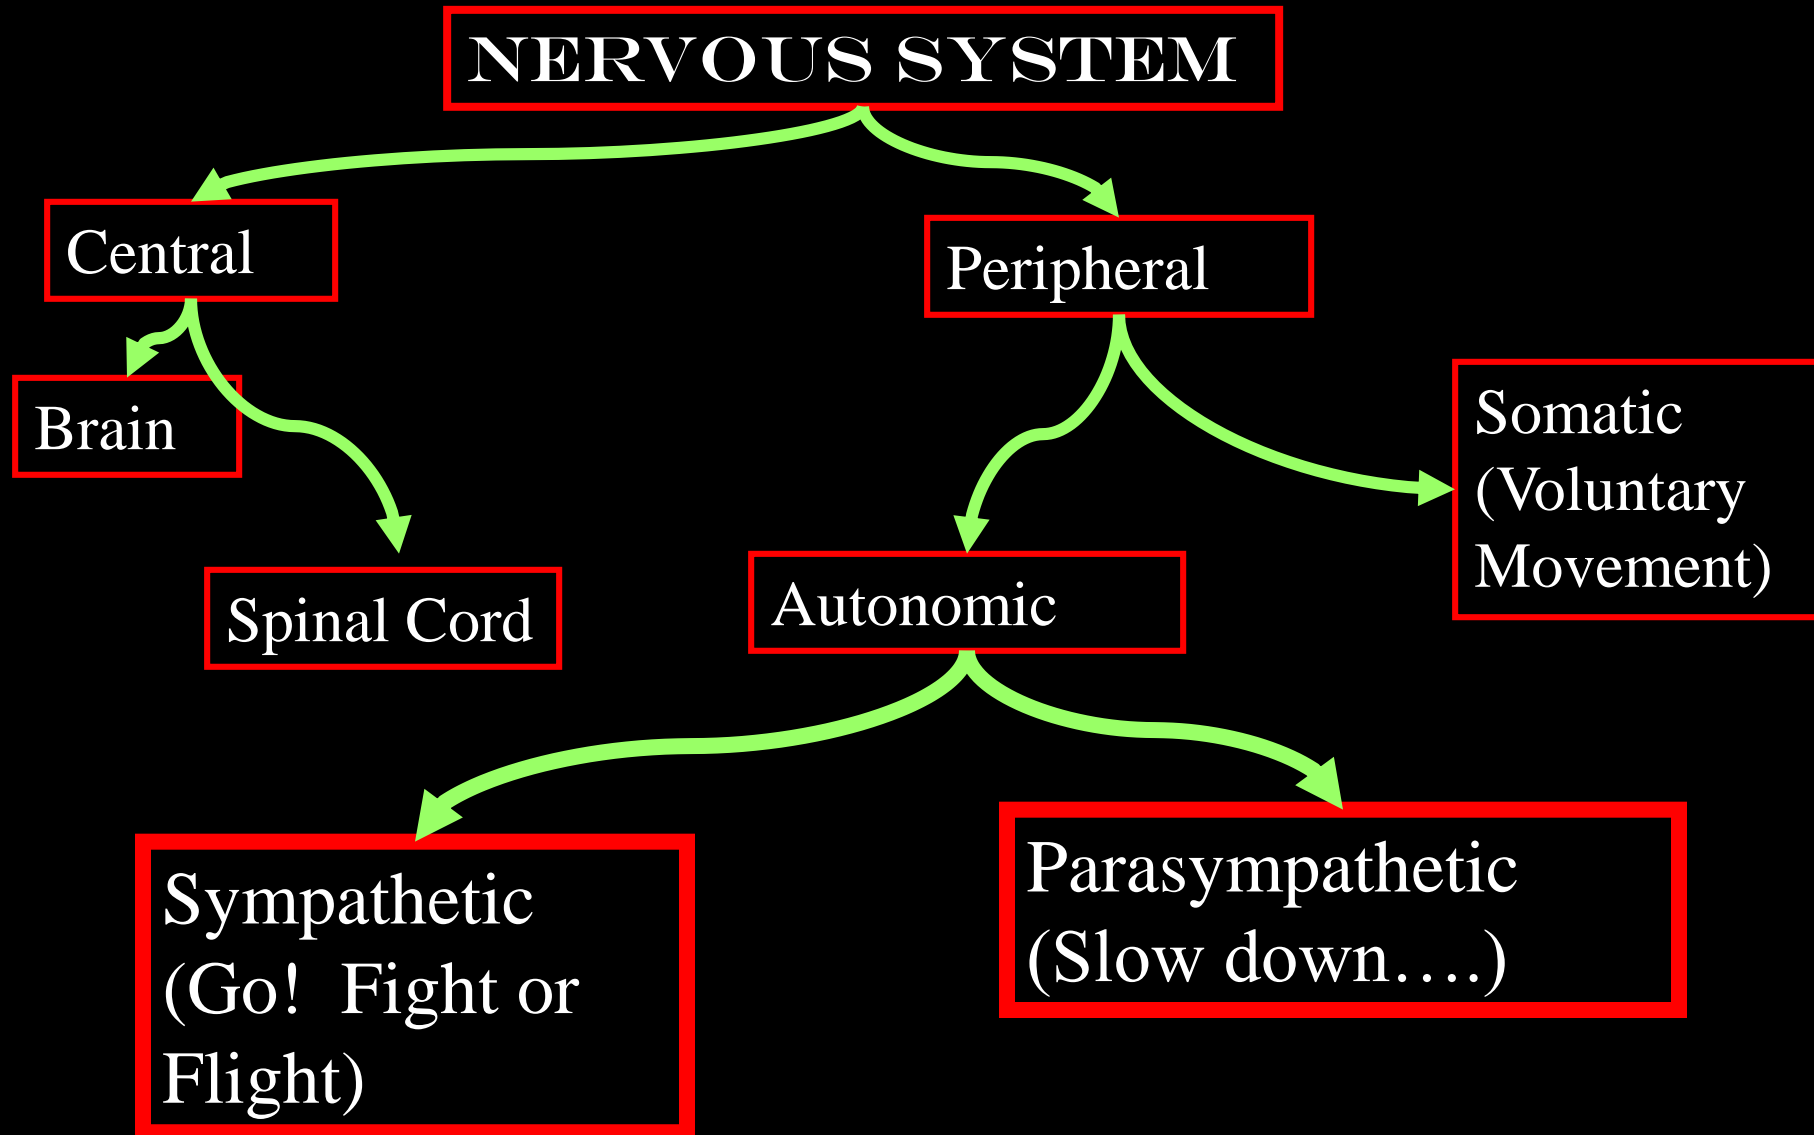 NERVOUS SYSTEM
Central
Peripheral
Brain
Somatic
(Voluntary
Movement)
Spinal Cord
Autonomic
Sympathetic
(Go!  Fight or
Flight)
Parasympathetic
(Slow down….)